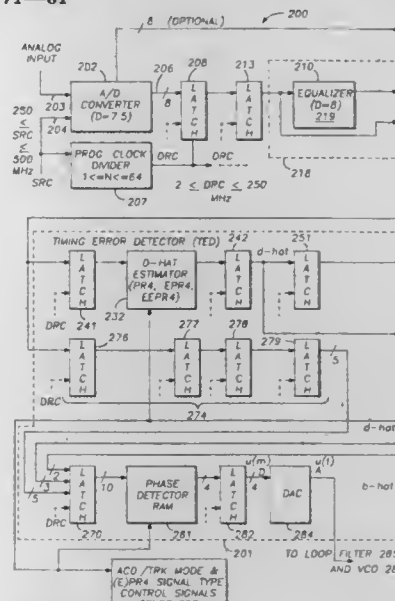 71—81
8 (OPTIONAL)
200
ANALOG
INPUT
202
A/D
CONVERTER
(D=7.5)
203
204
206
8
208
LATCH
213
LATCH
210
EQUALIZER
(D=8)
219
218
250
≤
SRC
≤
500
MHz
SRC
PROG CLOCK
DIVIDER
1<=N<=64
207
DRC
DRC
2 ≤ DRC ≤ 250
MHz
TIMING ERROR DETECTOR (TED)
241
LATCH
D-HAT
ESTIMATOR
(PR4, EPR4,
EEPR4)
232
242
LATCH
d-hat
251
LATCH
DRC
276
LATCH
277
LATCH
278
LATCH
279
LATCH
5
DRC
274
d-hat
2
3
5
DRC
LATCH
270
10
PHASE
DETECTOR
RAM
281
4
LATCH
282
u(m)
D
4
DAC
284
u(t)
A
b-hat
201
TO LOOP FILTER 285
AND VCO
ACQ /TRK MODE &
(E)PR4 SIGNAL TYPE
CONTROL SIGNALS